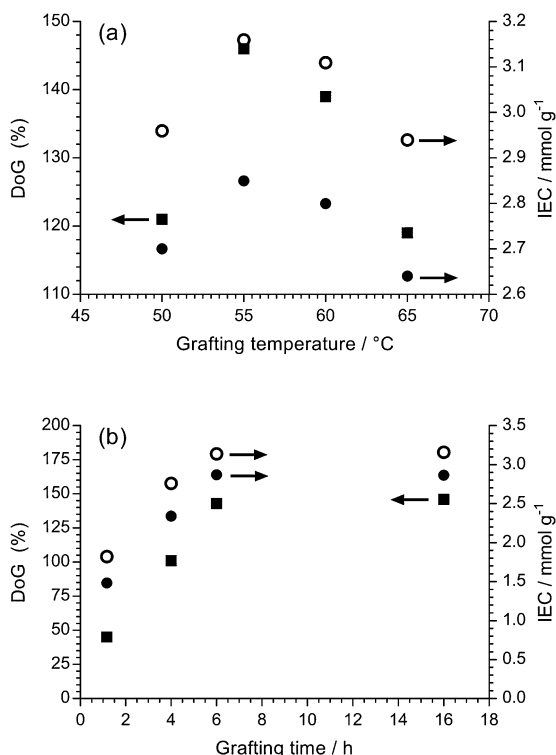 (a)
150
140
130
120
110
DoG (%)
3.2
3.1
3.0
2.9
2.8
2.7
2.6
IEC / mmol g⁻¹
45 50 55 60 65 70
Grafting temperature / °C
(b)
200
175
150
125
100
75
50
25
0
DoG (%)
3.5
3.0
2.5
2.0
1.5
1.0
0.5
0.0
IEC / mmol g⁻¹
0 2 4 6 8 10 12 14 16 18
Grafting time / h